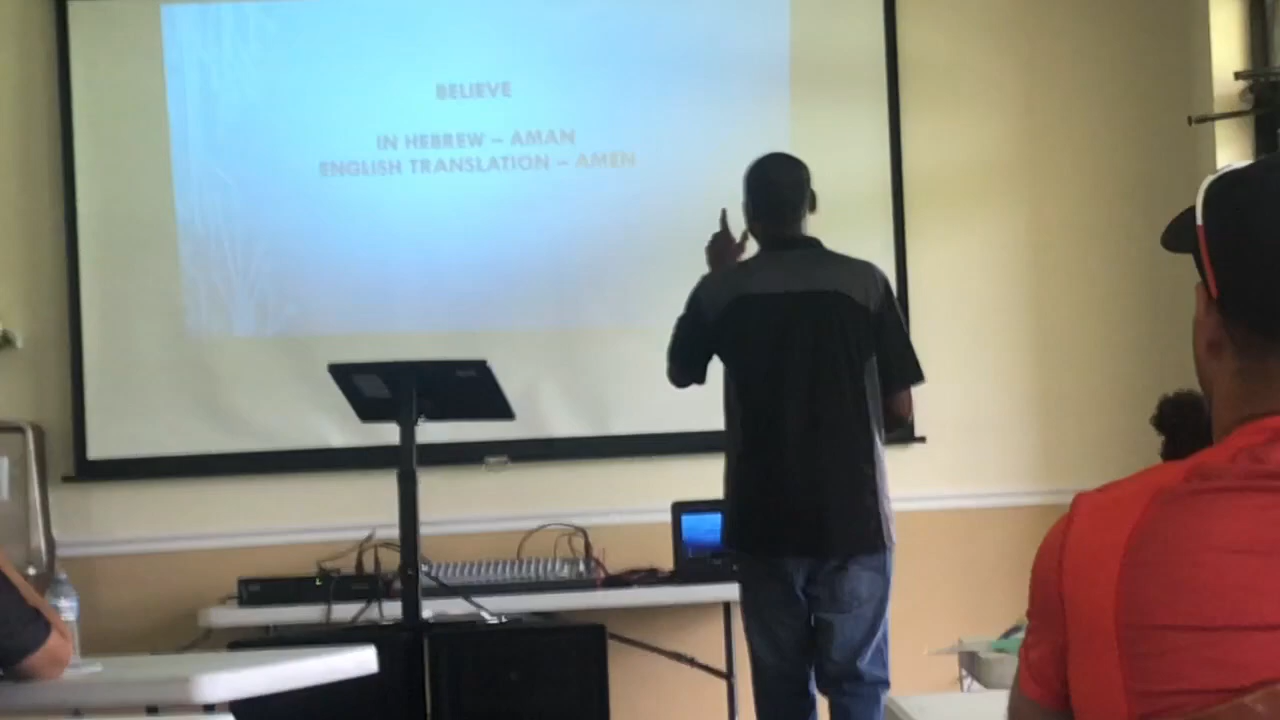 BELIEVE
IN HEBREW – AMAN
ENGLISH TRANSLATION – AMEN